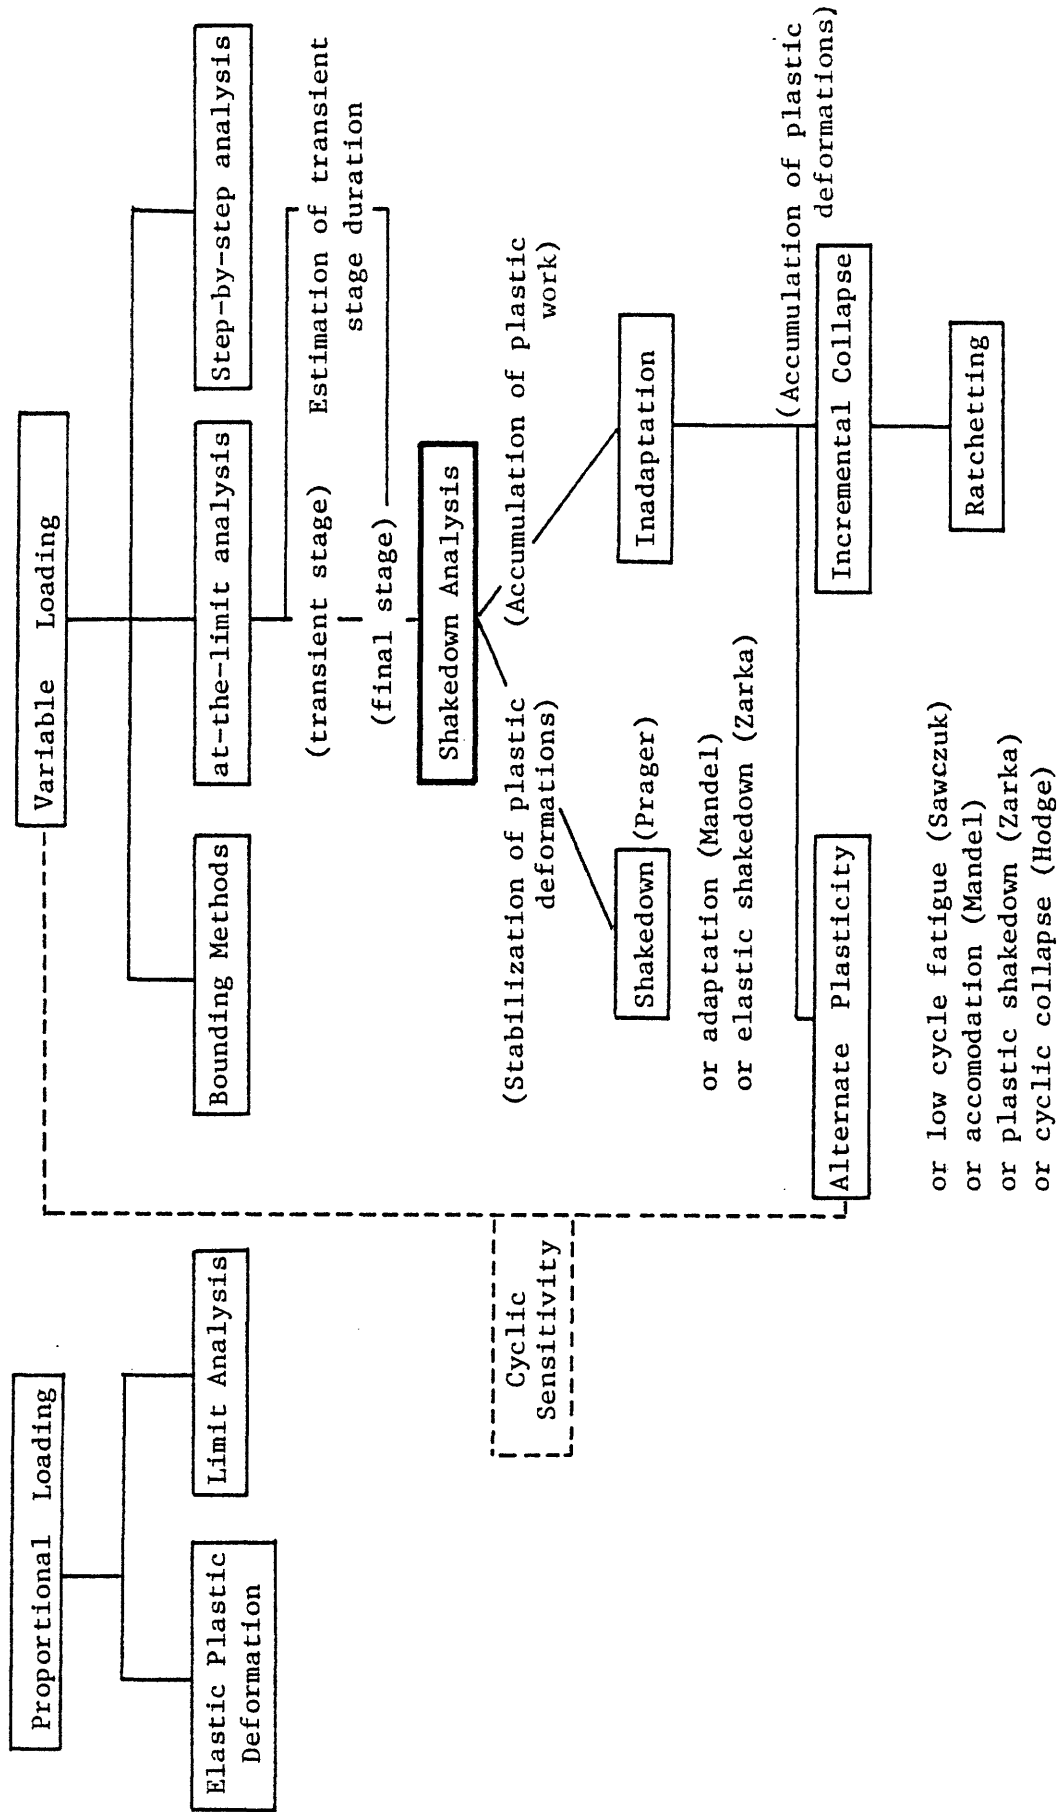 Proportional Loading
Variable Loading
Elastic Plastic
Deformation
Limit Analysis
Bounding Methods
at-the-limit analysis
Step-by-step analysis
(transient stage)
Estimation of transient
stage duration
(final stage)
Shakedown Analysis
Cyclic
Sensitivity
(Stabilization of plastic
deformations)
(Accumulation of plastic
work)
Shakedown (Prager)
or adaptation (Mandel)
or elastic shakedown (Zarka)
Inadaptation
(Accumulation of plastic
deformations)
Alternate Plasticity
Incremental Collapse
or low cycle fatigue (Sawczuk)
or accomodation (Mandel)
or plastic shakedown (Zarka)
or cyclic collapse (Hodge)
Ratchetting